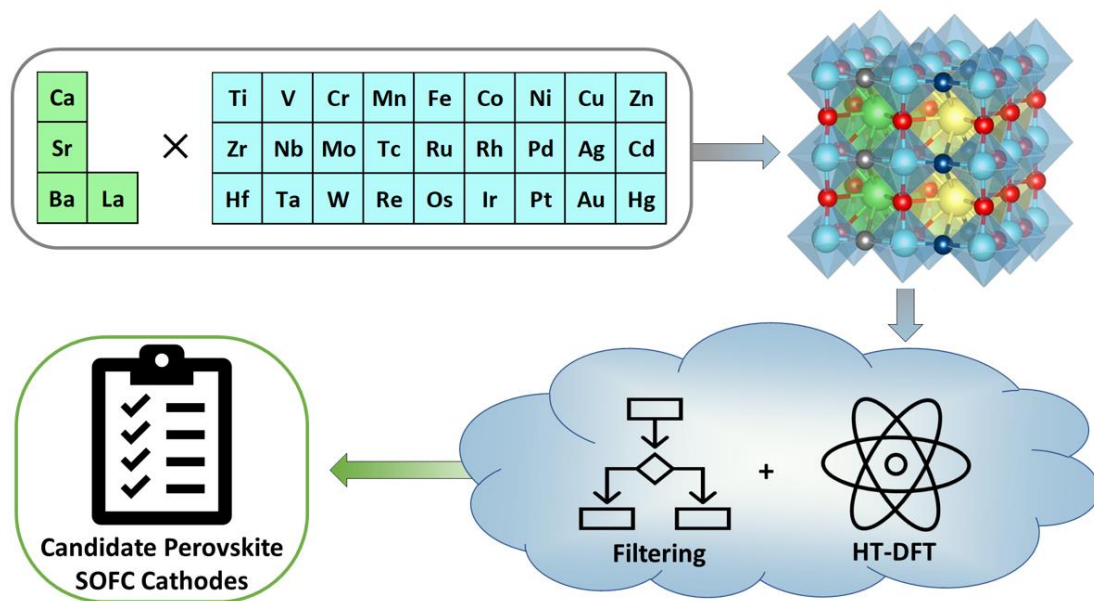 Ca
Ti V Cr Mn Fe Co Ni Cu Zn
Sr
×
Zr Nb Mo Tc Ru Rh Pd Ag Cd
Ba La
Hf Ta W Re Os Ir Pt Au Hg
Candidate Perovskite
SOFC Cathodes
Filtering
+
HT-DFT